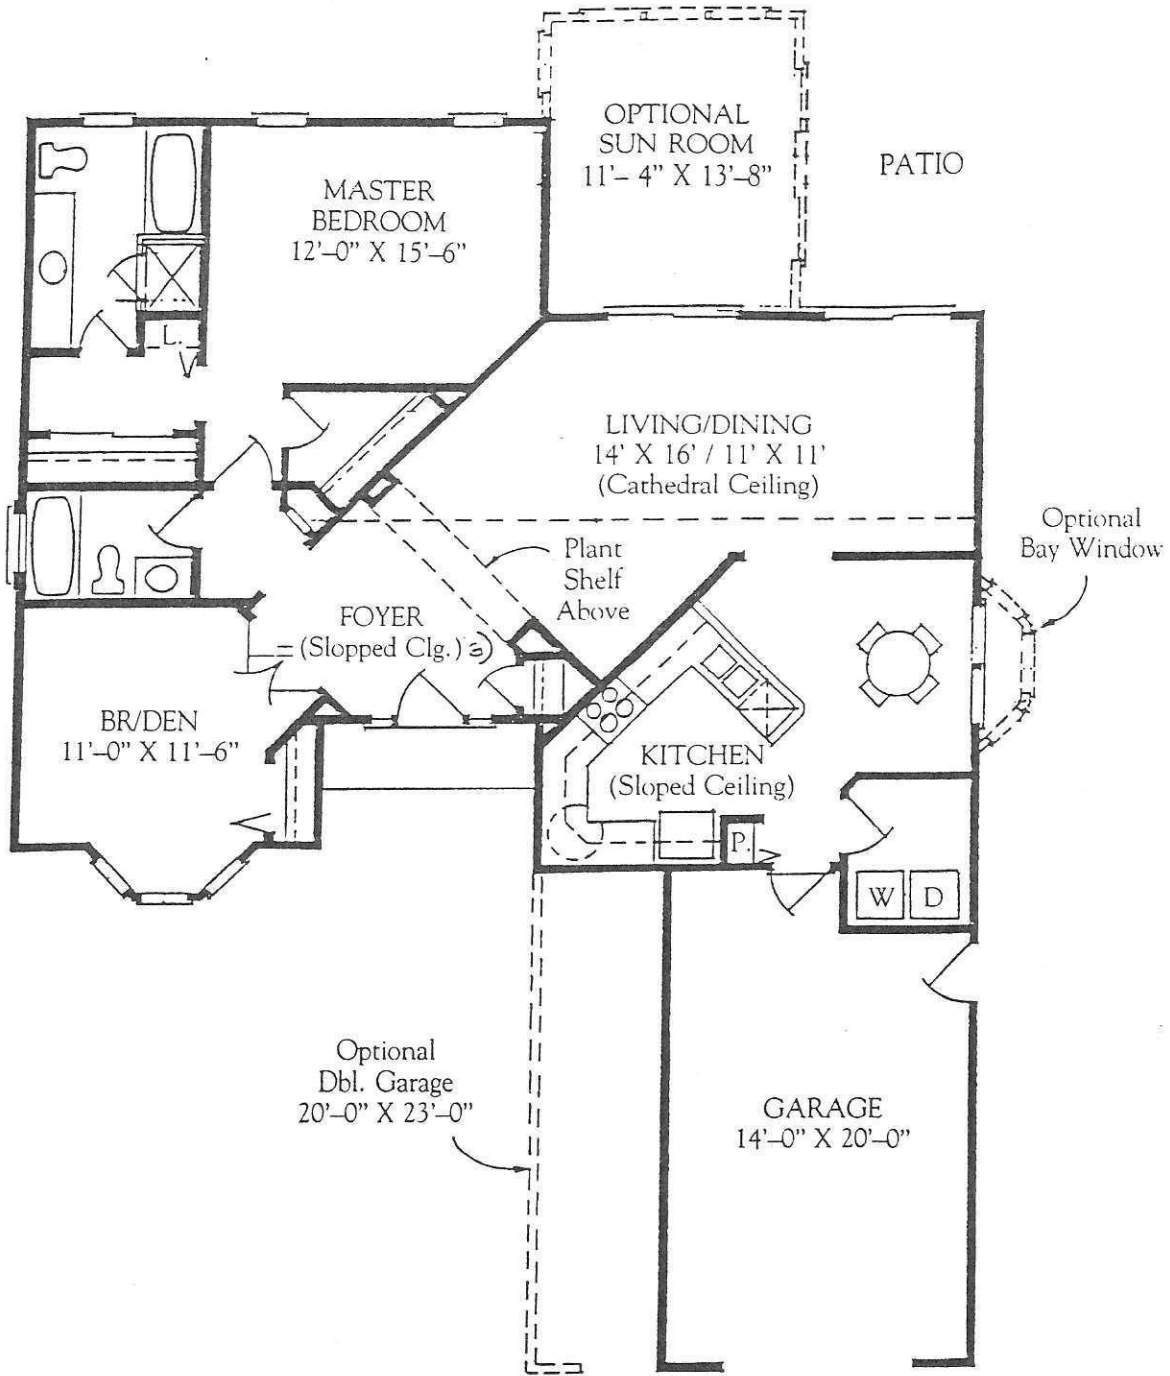 OPTIONAL
SUN ROOM
11'– 4" X 13'–8"
PATIO
MASTER
BEDROOM
12'–0" X 15'–6"
L.
LIVING/DINING
14' X 16' / 11' X 11'
(Cathedral Ceiling)
Optional
Bay Window
Plant
Shelf
Above
FOYER
(Slopped Clg.)
BR/DEN
11'–0" X 11'–6"
KITCHEN
(Sloped Ceiling)
P.
W
D
Optional
Dbl. Garage
20'–0" X 23'–0"
GARAGE
14'–0" X 20'–0"